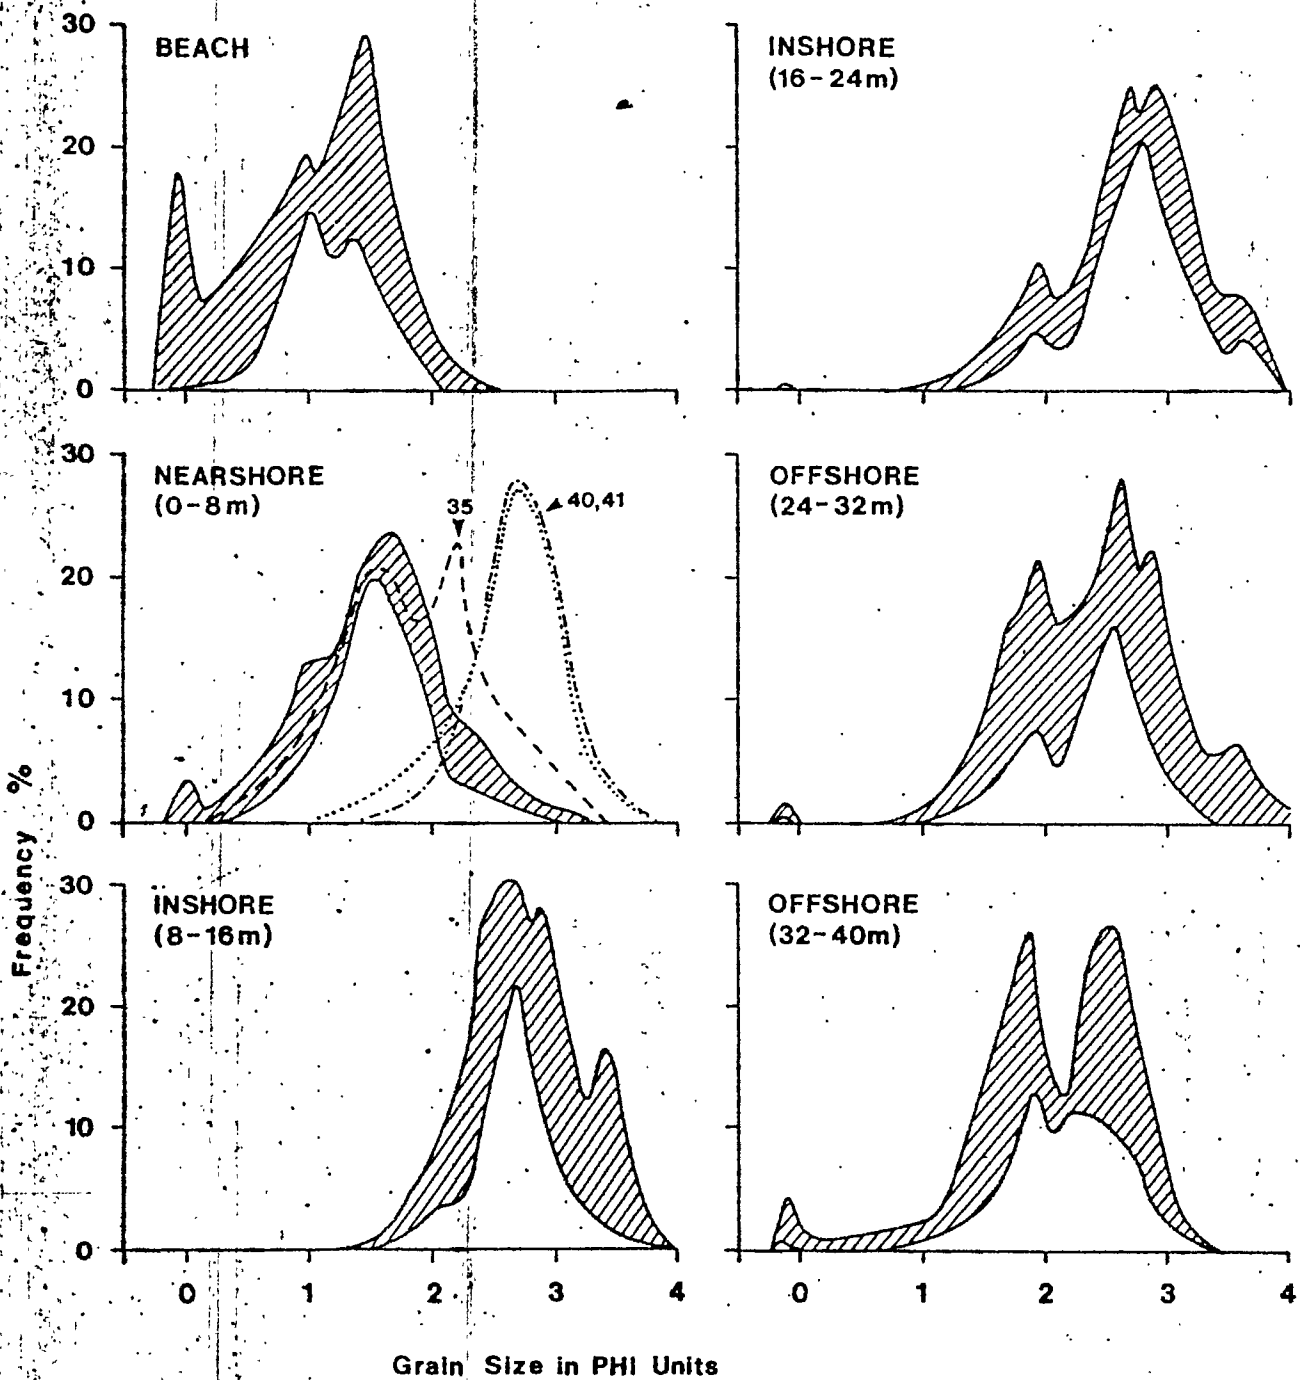 30
20
10
0
BEACH
INSHORE
(16-24m)
30
20
10
0
NEARSHORE
(0-8m)
35
40,41
OFFSHORE
(24-32m)
30
20
10
0
INSHORE
(8-16m)
OFFSHORE
(32-40m)
Frequency %
0 1 2 3 4
0 1 2 3 4
Grain Size in PHI Units